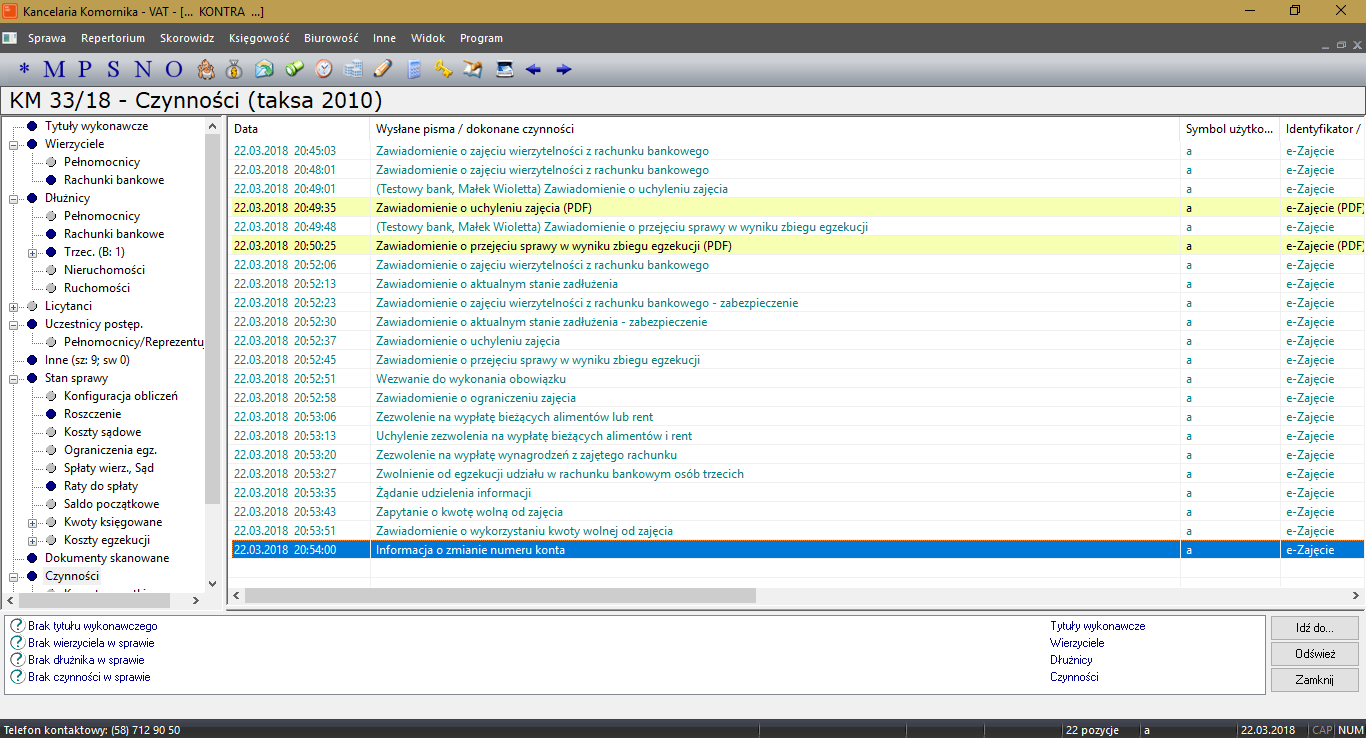 Kancelaria Komornika - VAT - [... KONTRA ...]
Sprawa Repertorium Skorowidz Księgowość Biurowość Inne Widok Program
* M P S N O
KM 33/18 - Czynności (taksa 2010)
Tytuły wykonawcze
Wierzyciele
Pełnomocnicy
Rachunki bankowe
Dłużnicy
Pełnomocnicy
Rachunki bankowe
Trzec. (B: 1)
Nieruchomości
Ruchomości
Licytanci
Uczestnicy postęp.
Pełnomocnicy/Reprezentu
Inne (sz: 9; sw 0)
Stan sprawy
Konfiguracja obliczeń
Roszczenie
Koszty sądowe
Ograniczenia egz.
Spłaty wierz., Sąd
Raty do spłaty
Saldo początkowe
Kwoty księgowane
Koszty egzekucji
Dokumenty skanowane
Czynności
Data Wysłane pisma / dokonane czynności Symbol użytko... Identyfikator /
22.03.2018 20:45:03 Zawiadomienie o zajęciu wierzytelności z rachunku bankowego a e-Zajęcie
22.03.2018 20:48:01 Zawiadomienie o zajęciu wierzytelności z rachunku bankowego a e-Zajęcie
22.03.2018 20:49:01 (Testowy bank, Małek Wioletta) Zawiadomienie o uchyleniu zajęcia a e-Zajęcie
22.03.2018 20:49:35 Zawiadomienie o uchyleniu zajęcia (PDF) a e-Zajęcie (PDF)
22.03.2018 20:49:48 (Testowy bank, Małek Wioletta) Zawiadomienie o przejęciu sprawy w wyniku zbiegu egzekucji a e-Zajęcie
22.03.2018 20:50:25 Zawiadomienie o przejęciu sprawy w wyniku zbiegu egzekucji (PDF) a e-Zajęcie (PDF)
22.03.2018 20:52:06 Zawiadomienie o zajęciu wierzytelności z rachunku bankowego a e-Zajęcie
22.03.2018 20:52:13 Zawiadomienie o aktualnym stanie zadłużenia a e-Zajęcie
22.03.2018 20:52:23 Zawiadomienie o zajęciu wierzytelności z rachunku bankowego - zabezpieczenie a e-Zajęcie
22.03.2018 20:52:30 Zawiadomienie o aktualnym stanie zadłużenia - zabezpieczenie a e-Zajęcie
22.03.2018 20:52:37 Zawiadomienie o uchyleniu zajęcia a e-Zajęcie
22.03.2018 20:52:45 Zawiadomienie o przejęciu sprawy w wyniku zbiegu egzekucji a e-Zajęcie
22.03.2018 20:52:51 Wezwanie do wykonania obowiązku a e-Zajęcie
22.03.2018 20:52:58 Zawiadomienie o ograniczeniu zajęcia a e-Zajęcie
22.03.2018 20:53:06 Zezwolenie na wypłatę bieżących alimentów lub rent a e-Zajęcie
22.03.2018 20:53:13 Uchylenie zezwolenia na wypłatę bieżących alimentów i rent a e-Zajęcie
22.03.2018 20:53:20 Zezwolenie na wypłatę wynagrodzeń z zajętego rachunku a e-Zajęcie
22.03.2018 20:53:27 Zwolnienie od egzekucji udziału w rachunku bankowym osób trzecich a e-Zajęcie
22.03.2018 20:53:35 Żądanie udzielenia informacji a e-Zajęcie
22.03.2018 20:53:43 Zapytanie o kwotę wolną od zajęcia a e-Zajęcie
22.03.2018 20:53:51 Zawiadomienie o wykorzystaniu kwoty wolnej od zajęcia a e-Zajęcie
22.03.2018 20:54:00 Informacja o zmianie numeru konta a e-Zajęcie
Brak tytułu wykonawczego Tytuły wykonawcze
Brak wierzyciela w sprawie Wierzyciele
Brak dłużnika w sprawie Dłużnicy
Brak czynności w sprawie Czynności
Idź do...
Odśwież
Zamknij
Telefon kontaktowy: (58) 712 90 50 22 pozycje a 22.03.2018 CAP NUM